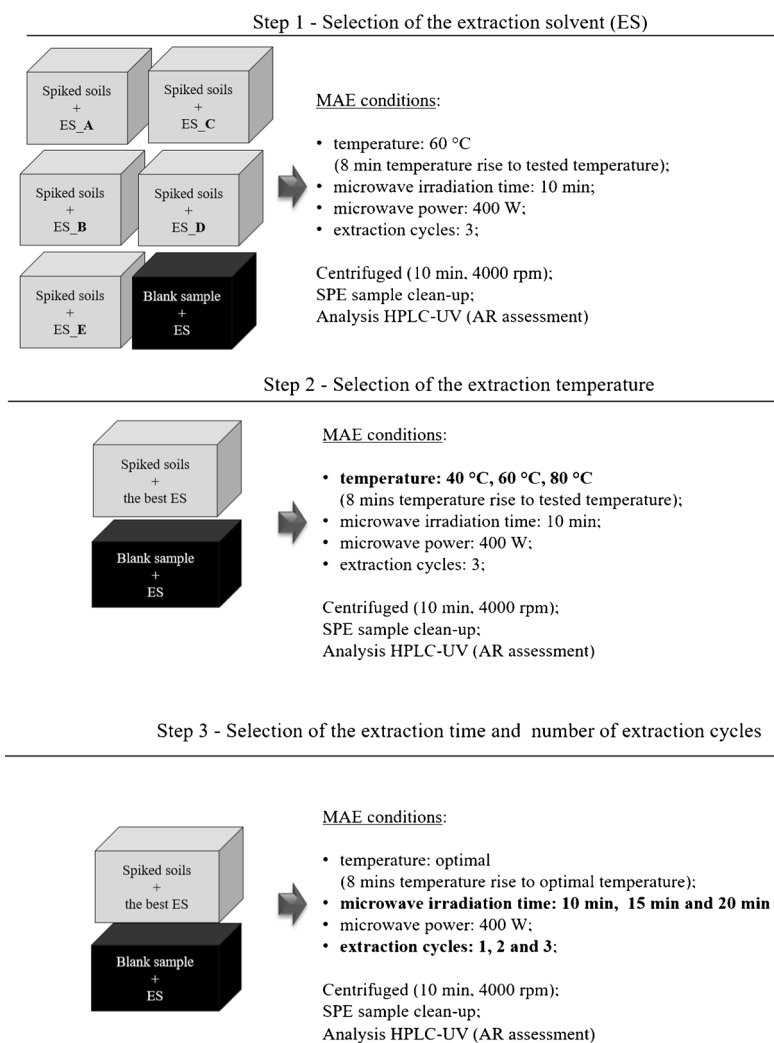 Step 1 - Selection of the extraction solvent (ES)
Spiked soils
+
ES_A
Spiked soils
+
ES_C
Spiked soils
+
ES_B
Spiked soils
+
ES_D
Spiked soils
+
ES_E
Blank sample
+
ES
MAE conditions:
• temperature: 60 °C
(8 min temperature rise to tested temperature);
• microwave irradiation time: 10 min;
• microwave power: 400 W;
• extraction cycles: 3;
Centrifuged (10 min, 4000 rpm);
SPE sample clean-up;
Analysis HPLC-UV (AR assessment)
Step 2 - Selection of the extraction temperature
Spiked soils
+
the best ES
Blank sample
+
ES
MAE conditions:
• temperature: 40 °C, 60 °C, 80 °C
(8 mins temperature rise to tested temperature);
• microwave irradiation time: 10 min;
• microwave power: 400 W;
• extraction cycles: 3;
Centrifuged (10 min, 4000 rpm);
SPE sample clean-up;
Analysis HPLC-UV (AR assessment)
Step 3 - Selection of the extraction time and number of extraction cycles
Spiked soils
+
the best ES
Blank sample
+
ES
MAE conditions:
• temperature: optimal
(8 mins temperature rise to optimal temperature);
• microwave irradiation time: 10 min, 15 min and 20 min
• microwave power: 400 W;
• extraction cycles: 1, 2 and 3;
Centrifuged (10 min, 4000 rpm);
SPE sample clean-up;
Analysis HPLC-UV (AR assessment)